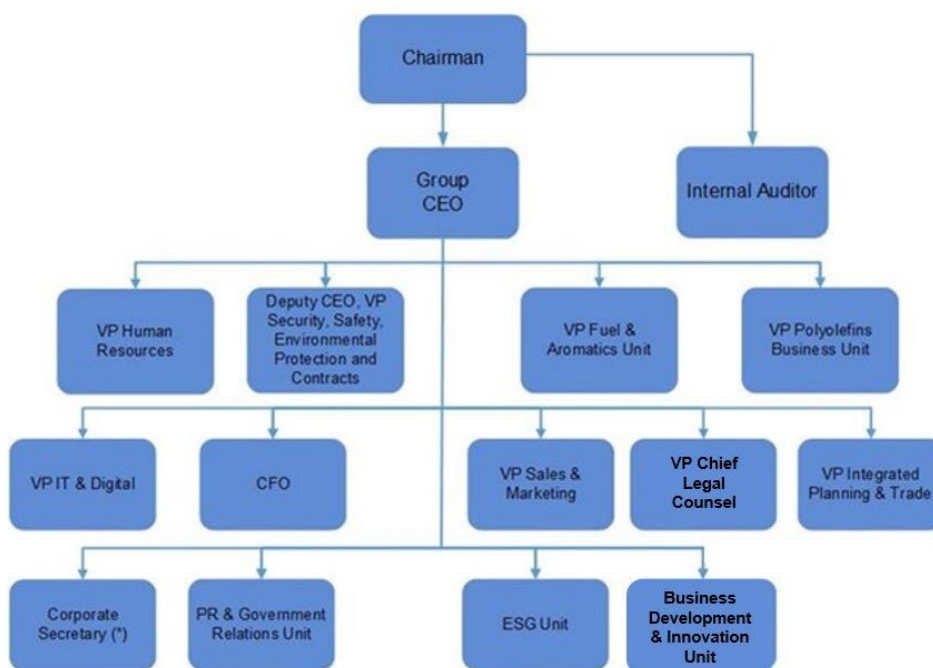 Chairman
Group
CEO
Internal Auditor
VP Human
Resources
Deputy CEO, VP
Security, Safety,
Environmental
Protection and
Contracts
VP Fuel &
Aromatics Unit
VP Polyolefins
Business Unit
VP IT & Digital
CFO
VP Sales &
Marketing
VP Chief
Legal
Counsel
VP Integrated
Planning & Trade
Corporate
Secretary (*)
PR & Government
Relations Unit
ESG Unit
Business
Development
& Innovation
Unit